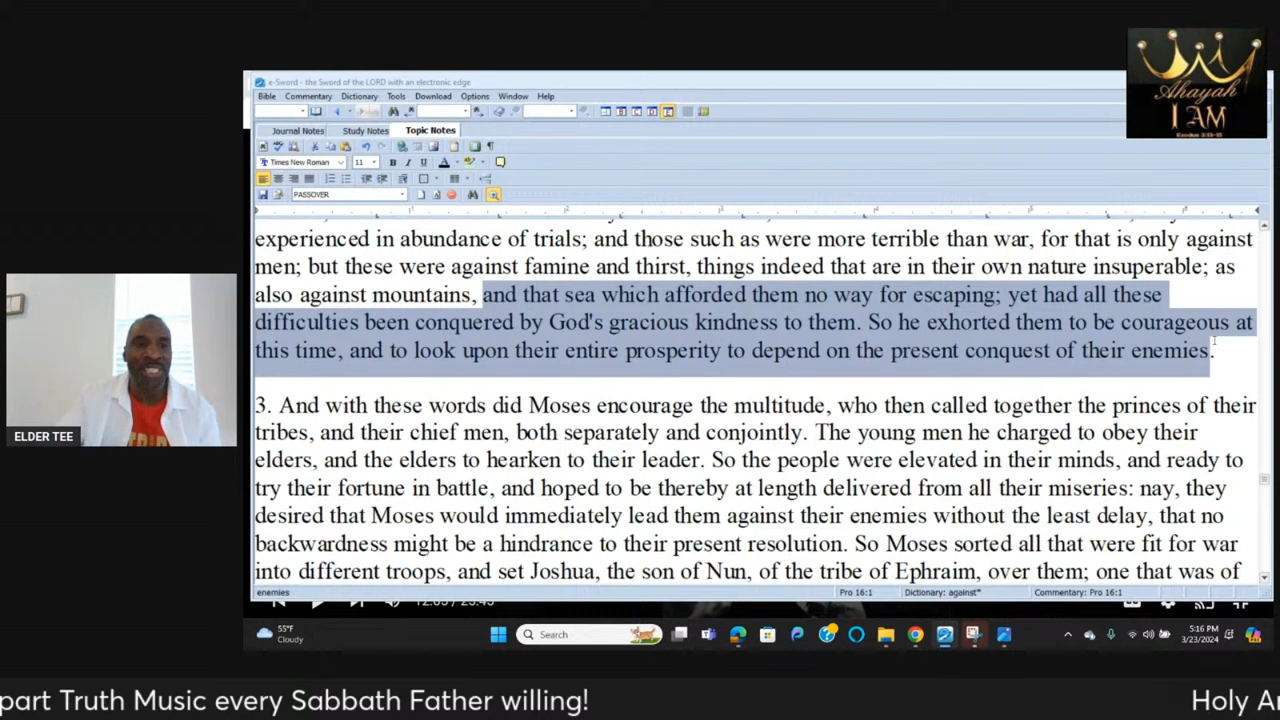 Ahayah
I AM
Exodus 3:13-15
e-Sword - the Sword of the LORD with an electronic edge
Bible Commentary Dictionary Tools Download Options Window Help
Journal Notes Study Notes Topic Notes
Times New Roman 11 B I U A
PASSOVER
experienced in abundance of trials; and those such as were more terrible than war, for that is only against
men; but these were against famine and thirst, things indeed that are in their own nature insuperable; as
also against mountains, and that sea which afforded them no way for escaping; yet had all these
difficulties been conquered by God's gracious kindness to them. So he exhorted them to be courageous at
this time, and to look upon their entire prosperity to depend on the present conquest of their enemies.
3. And with these words did Moses encourage the multitude, who then called together the princes of their
tribes, and their chief men, both separately and conjointly. The young men he charged to obey their
elders, and the elders to hearken to their leader. So the people were elevated in their minds, and ready to
try their fortune in battle, and hoped to be thereby at length delivered from all their miseries: nay, they
desired that Moses would immediately lead them against their enemies without the least delay, that no
backwardness might be a hindrance to their present resolution. So Moses sorted all that were fit for war
into different troops, and set Joshua, the son of Nun, of the tribe of Ephraim, over them; one that was of
enemies Pro 16:1 Dictionary: against* Commentary: Pro 16:1
ELDER TEE
55°F
Cloudy
Search
5:16 PM
3/23/2024
part Truth Music every Sabbath Father willing! Holy